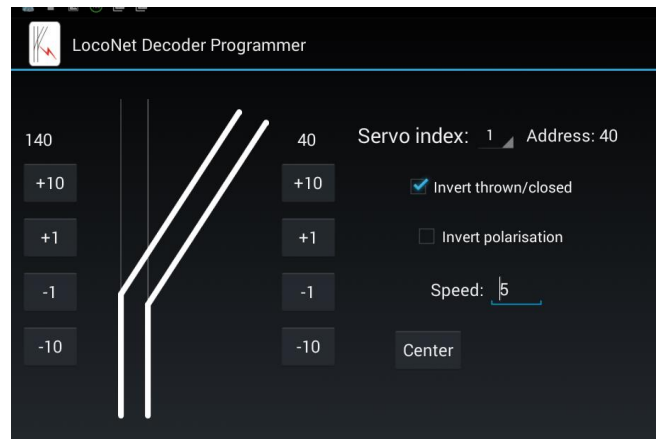 LocoNet Decoder Programmer
140
+10
+1
-1
-10
40
+10
+1
-1
-10
Servo index: 1 Address: 40
Invert thrown/closed
Invert polarisation
Speed: 5
Center